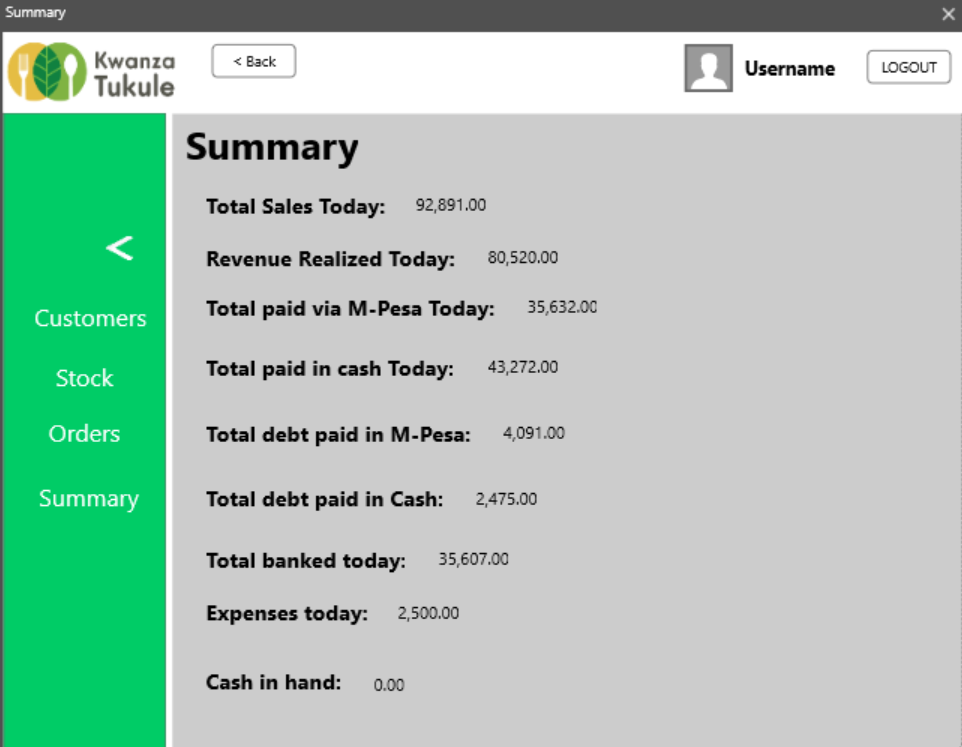 Summary
Kwanza
Tukule
< Back
Username
LOGOUT
Summary
Total Sales Today: 92,891.00
Revenue Realized Today: 80,520.00
Total paid via M-Pesa Today: 35,632.00
Customers
Total paid in cash Today: 43,272.00
Stock
Orders
Total debt paid in M-Pesa: 4,091.00
Summary
Total debt paid in Cash: 2,475.00
Total banked today: 35,607.00
Expenses today: 2,500.00
Cash in hand: 0.00